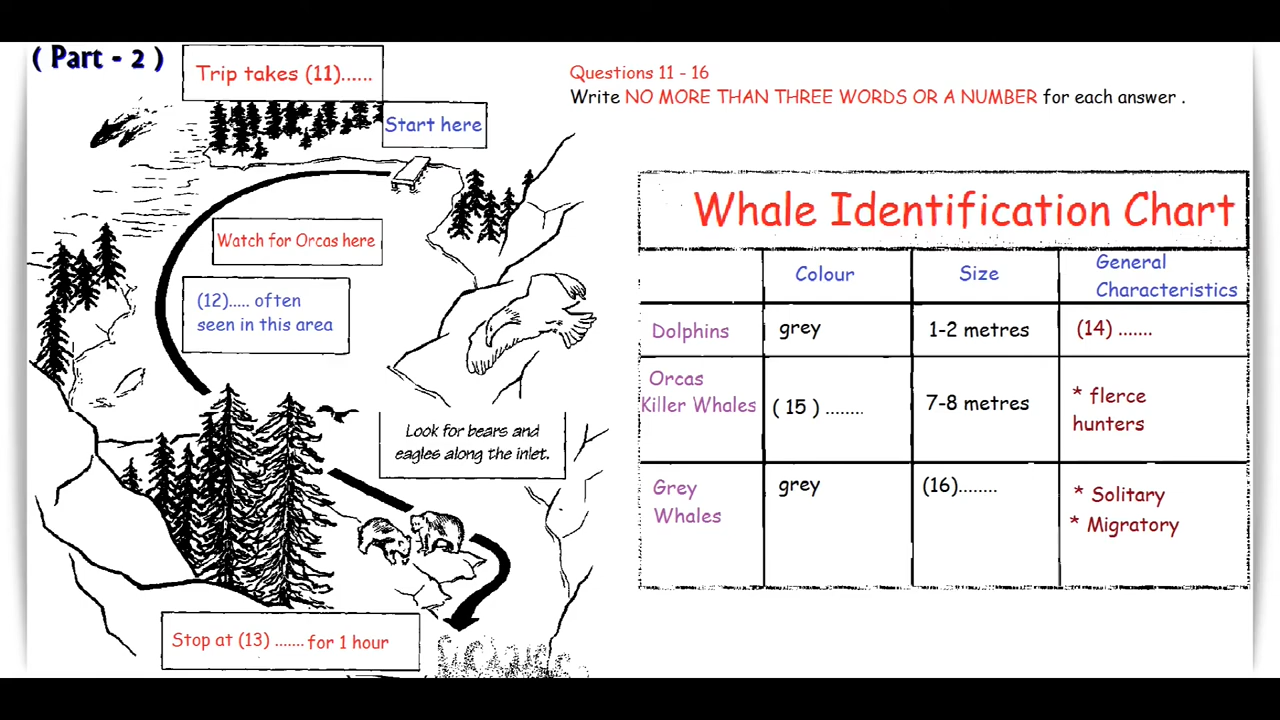 ( Part - 2 )
Trip takes (11)......
Start here
Watch for Orcas here
(12)..... often
seen in this area
Look for bears and
eagles along the inlet.
Stop at (13) ....... for 1 hour
Questions 11 - 16
Write NO MORE THAN THREE WORDS OR A NUMBER for each answer .
Whale Identification Chart
Colour
Size
General
Characteristics
Dolphins
grey
1-2 metres
(14) .......
Orcas
Killer Whales
( 15 ) ........
7-8 metres
* flerce
hunters
Grey
Whales
grey
(16)........
* Solitary
* Migratory